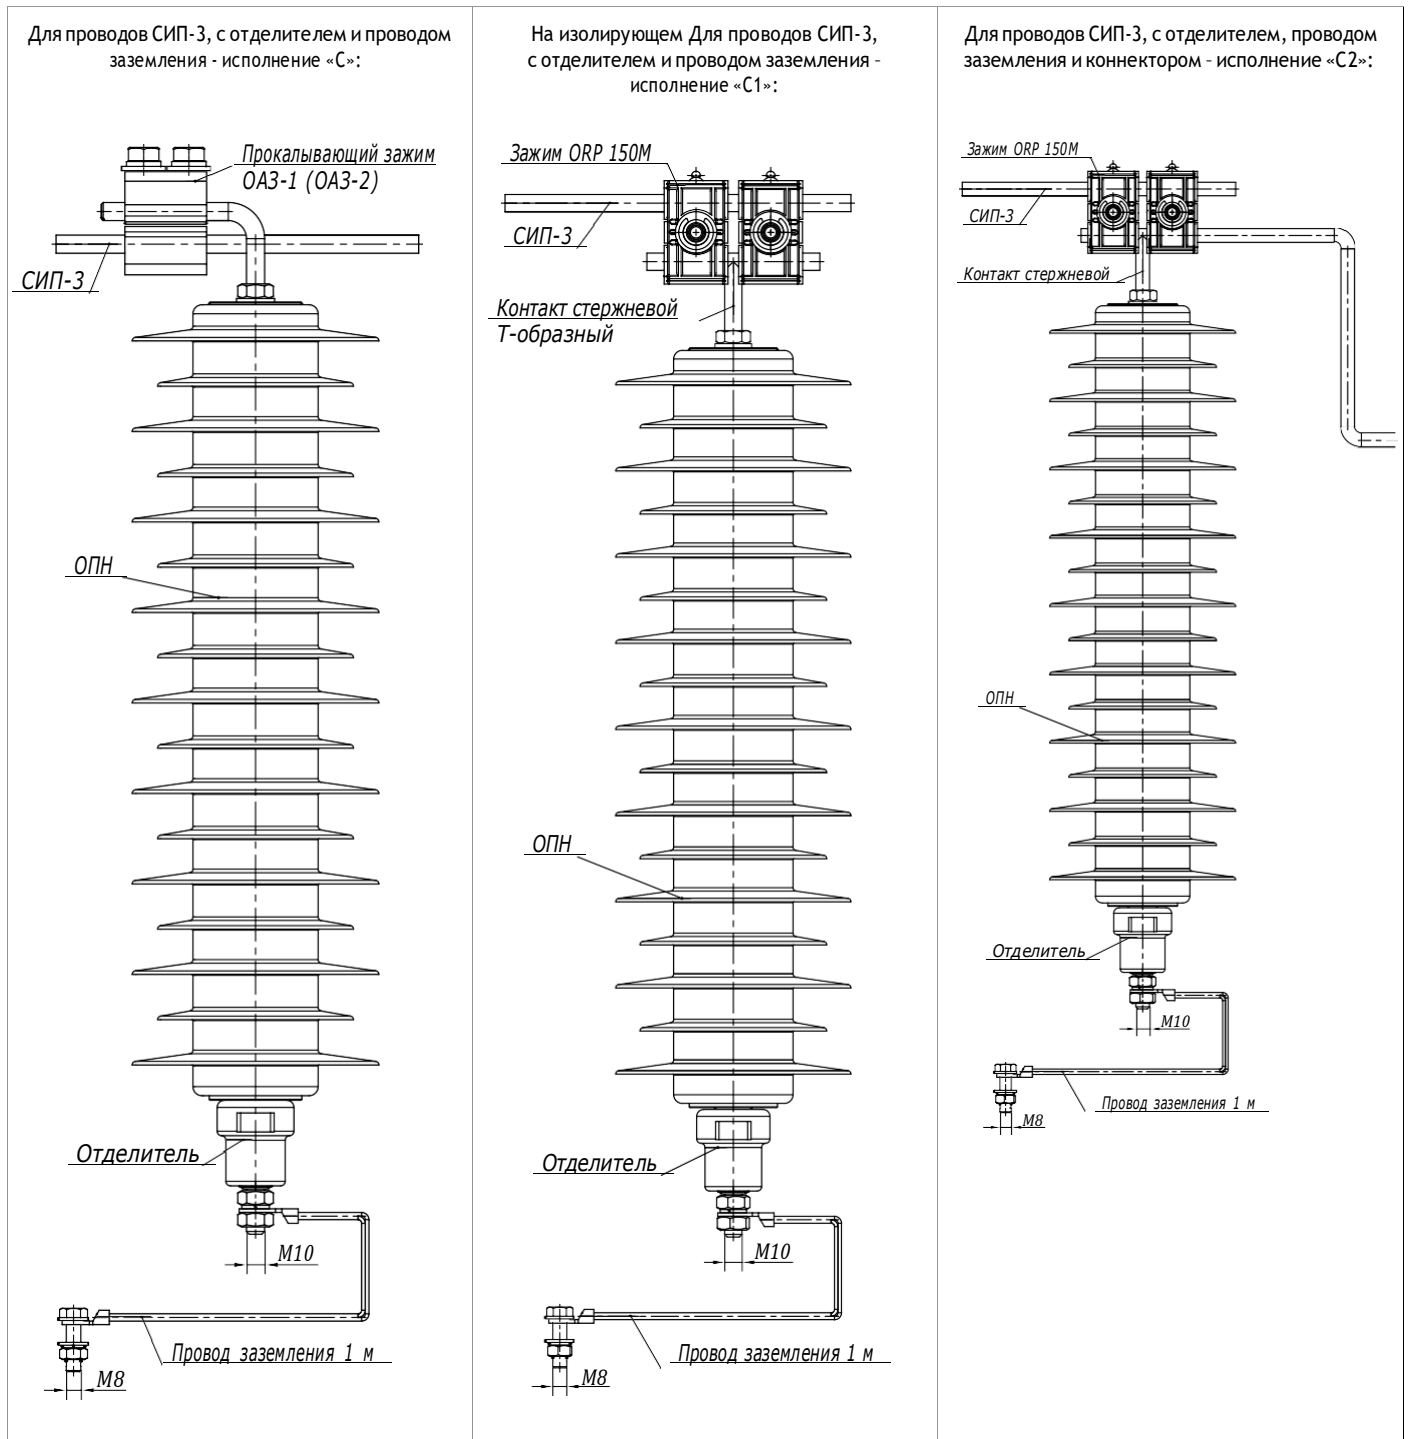 Для проводов СИП-3, с отделителем и проводом
заземления - исполнение «С»:
Прокалывающий зажим
ОАЗ-1 (ОАЗ-2)
СИП-3
ОПН
Отделитель
М10
Провод заземления 1 м
М8
На изолирующем Для проводов СИП-3,
с отделителем и проводом заземления -
исполнение «С1»:
Зажим ORP 150М
СИП-3
Контакт стержневой
Т-образный
ОПН
Отделитель
М10
Провод заземления 1 м
М8
Для проводов СИП-3, с отделителем, проводом
заземления и коннектором - исполнение «С2»:
Зажим ORP 150М
СИП-3
Контакт стержневой
ОПН
Отделитель
М10
Провод заземления 1 м
М8